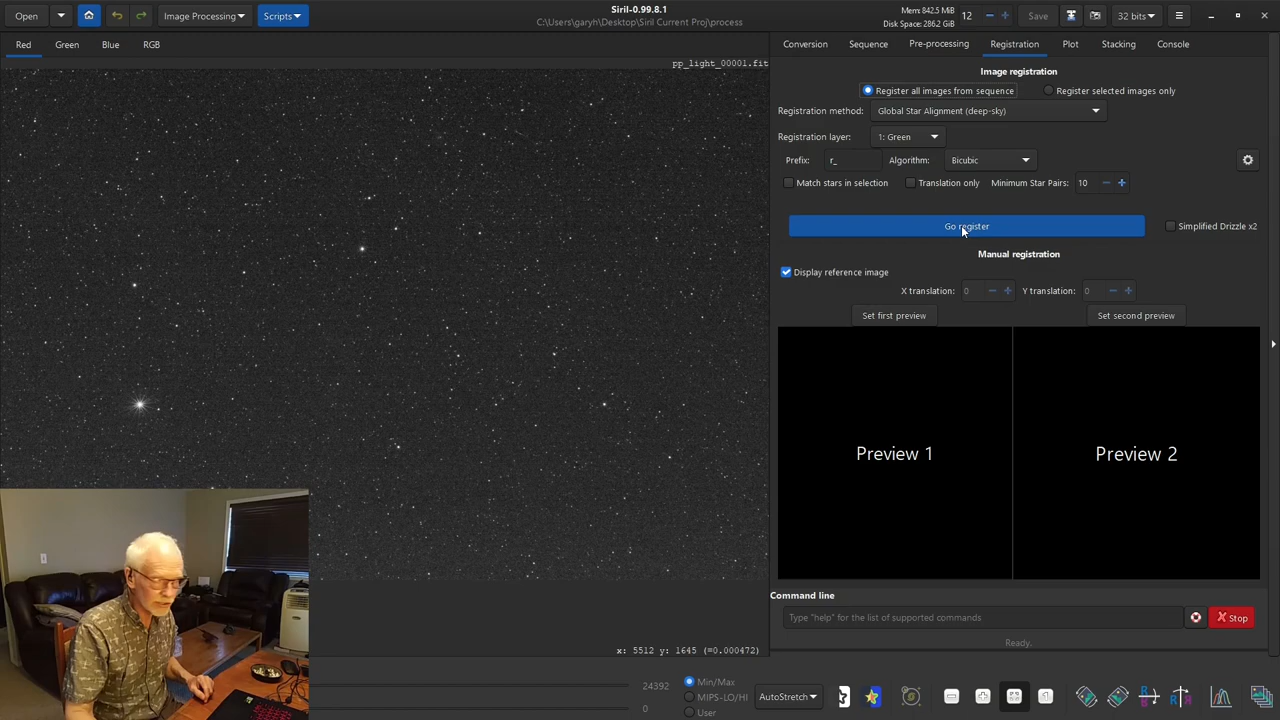 Open
Image Processing
Scripts
Siril-0.99.8.1
C:\Users\garyh\Desktop\Siril Current Proj\process
Mem: 842.5 MiB
Disk Space: 286.2 GiB
12
Save
32 bits
Red
Green
Blue
RGB
pp_light_00001.fit
Conversion
Sequence
Pre-processing
Registration
Plot
Stacking
Console
Image registration
Register all images from sequence
Register selected images only
Registration method:
Global Star Alignment (deep-sky)
Registration layer:
1: Green
Prefix:
r_
Algorithm:
Bicubic
Match stars in selection
Translation only
Minimum Star Pairs:
10
Go register
Simplified Drizzle x2
Manual registration
Display reference image
X translation:
0
Y translation:
0
Set first preview
Set second preview
Preview 1
Preview 2
Command line
Type "help" for the list of supported commands
Stop
Ready.
x: 5512 y: 1645 (=0.000472)
24392
0
Min/Max
MIPS-LO/HI
User
AutoStretch